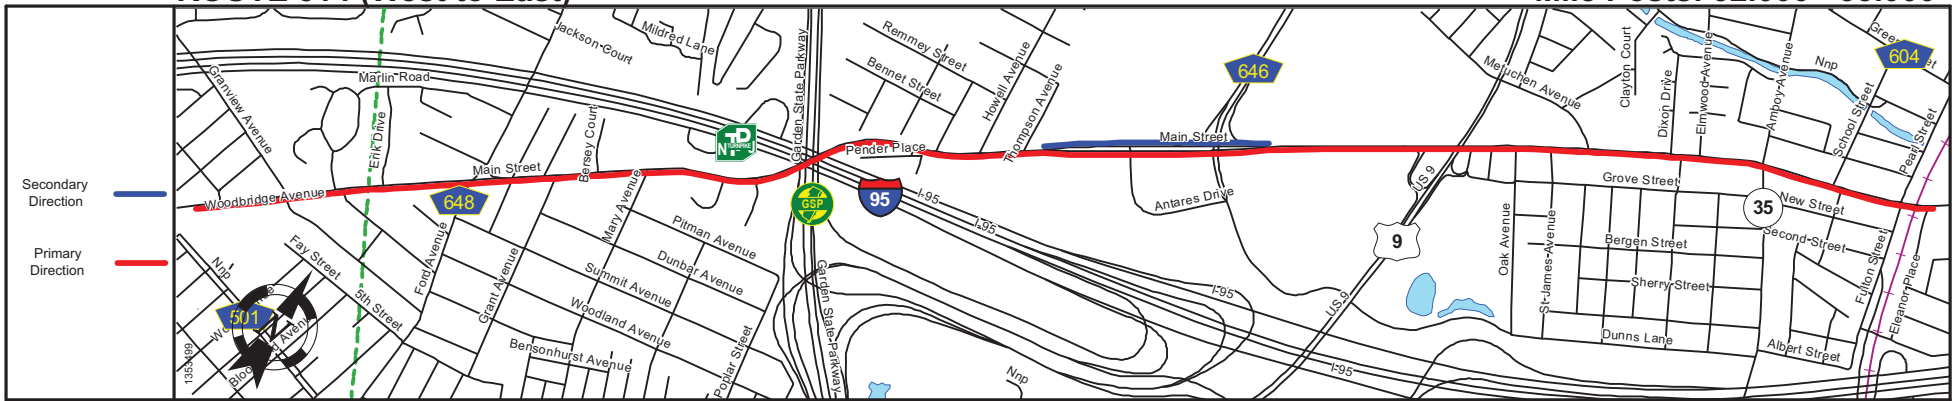 Secondary
Direction
Primary
Direction
Jackson Court
Mildred Lane
Garden State Parkway
Remmey Street
Bennet Street
Howell Avenue
Thompson Avenue
646
Metuchen Avenue
Clayton Court
Dixon Drive
Elmwood Avenue
Amboy Avenue
Nnp
604
School Street
Pearl Street
Granview Avenue
Marlin Road
Erik Drive
Bersey Court
NJ
TP
TURNPIKE
Pender Place
Main Street
Main Street
Woodbridge Avenue
648
Mary Avenue
GSP
95
I-95
I-95
Antares Drive
US 9
9
Grove Street
35
New Street
Second Street
Oak Avenue
St James Avenue
Bergen Street
Sherry Street
Fulton Street
Eleanor Place
Nnp
Fay Street
5th Street
Ford Avenue
Grant Avenue
Pitman Avenue
Dunbar Avenue
Summit Avenue
Woodland Avenue
Garden State Parkway
I-95
US 9
501
1353499
Bensonhurst Avenue
Poplar Street
Nnp
I-95
Dunns Lane
Albert Street